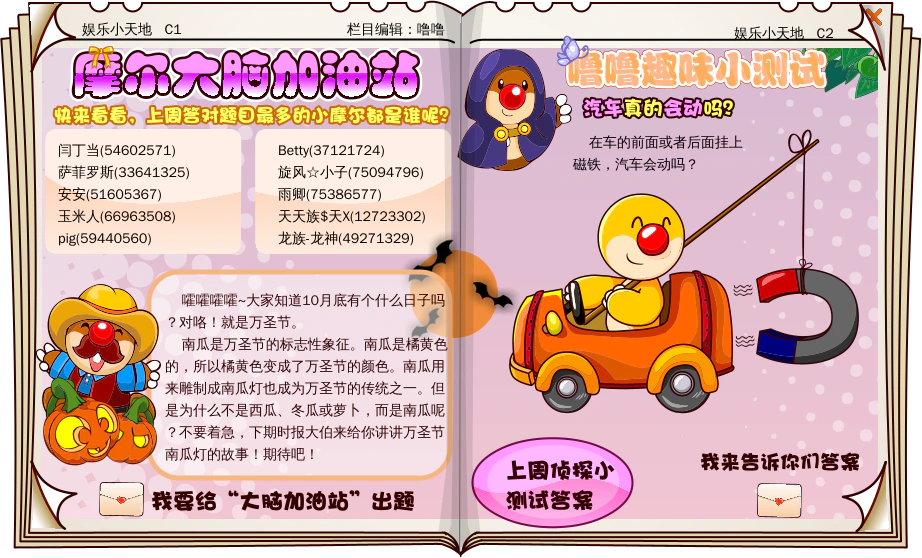 娱乐小天地 C1
栏目编辑：噜噜
摩尔大脑加油站
快来看看，上周答对题目最多的小摩尔都是谁呢？
闫丁当(54602571)
萨菲罗斯(33641325)
安安(51605367)
玉米人(66963508)
pig(59440560)
Betty(37121724)
旋风☆小子(75094796)
雨卿(75386577)
天天族$天X(12723302)
龙族-龙神(49271329)
嚯嚯嚯嚯~大家知道10月底有个什么日子吗
？对咯！就是万圣节。
南瓜是万圣节的标志性象征。南瓜是橘黄色
的，所以橘黄色变成了万圣节的颜色。南瓜用
来雕制成南瓜灯也成为万圣节的传统之一。但
是为什么不是西瓜、冬瓜或萝卜，而是南瓜呢
？不要着急，下期时报大伯来给你讲讲万圣节
南瓜灯的故事！期待吧！
我要给“大脑加油站”出题
娱乐小天地 C2
噜噜趣味小测试
汽车真的会动吗？
在车的前面或者后面挂上
磁铁，汽车会动吗？
上周侦探小
测试答案
我来告诉你们答案